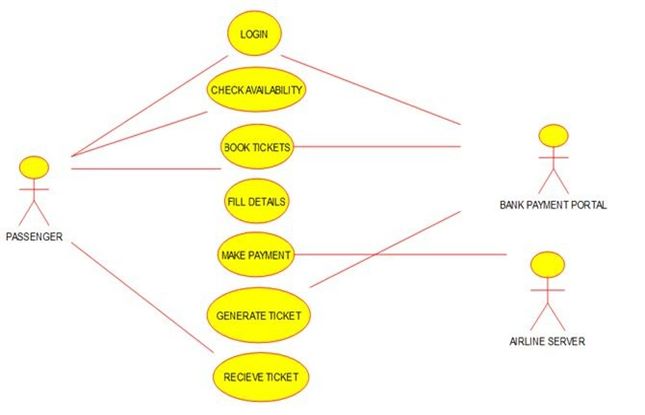 LOGIN
CHECK AVAILABILITY
BOOK TICKETS
FILL DETAILS
MAKE PAYMENT
GENERATE TICKET
RECIEVE TICKET
PASSENGER
BANK PAYMENT PORTAL
AIRLINE SERVER